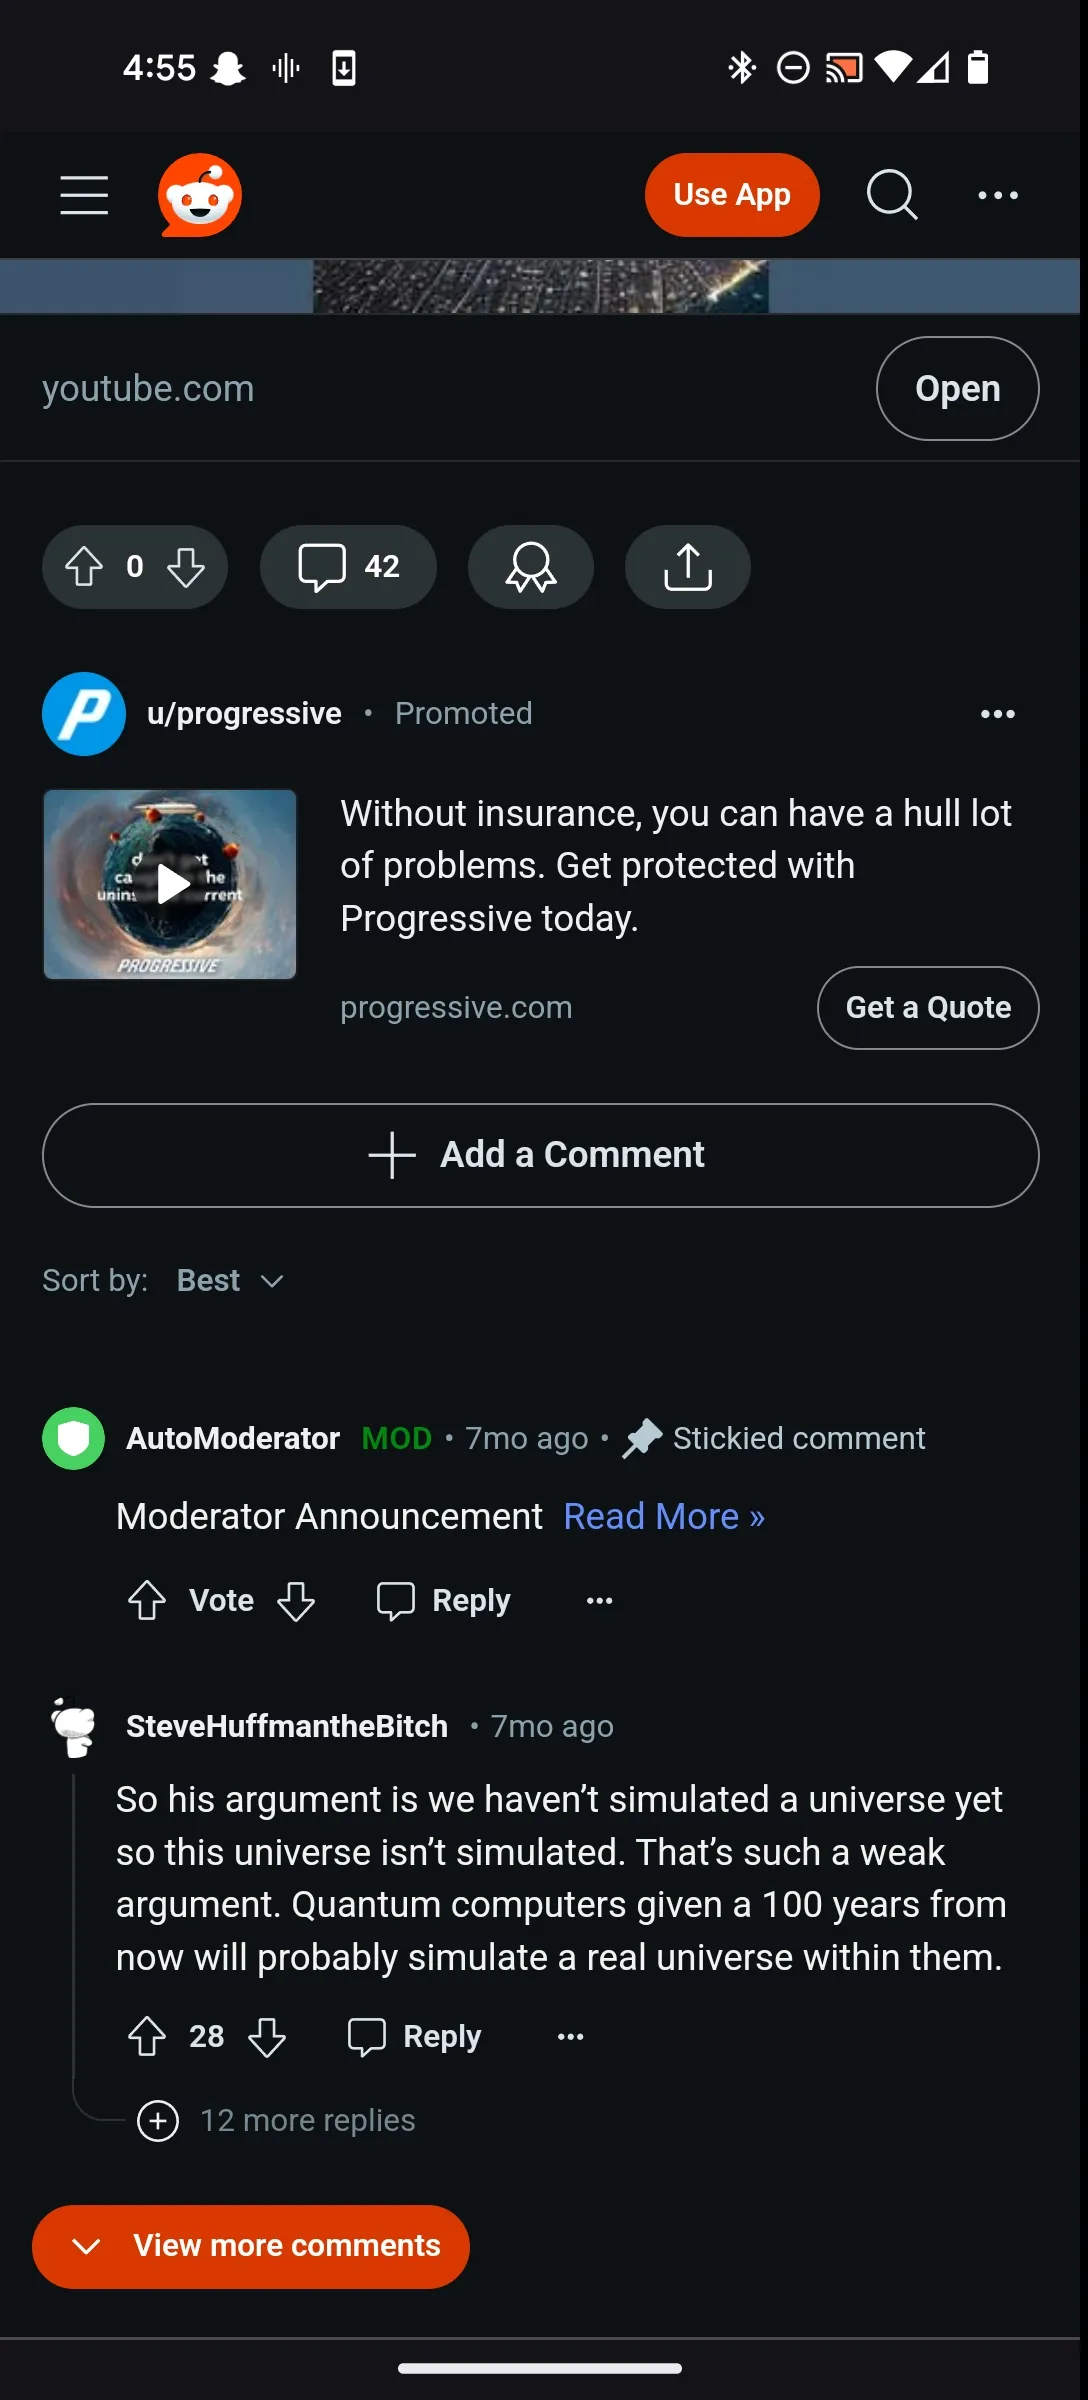 4:55
Use App
youtube.com
Open
0
42
u/progressive • Promoted
Without insurance, you can have a hull lot
of problems. Get protected with
Progressive today.
PROGRESSIVE
progressive.com
Get a Quote
Add a Comment
Sort by: Best
AutoModerator MOD • 7mo ago • Stickied comment
Moderator Announcement Read More »
Vote
Reply
SteveHuffmantheBitch • 7mo ago
So his argument is we haven’t simulated a universe yet
so this universe isn’t simulated. That’s such a weak
argument. Quantum computers given a 100 years from
now will probably simulate a real universe within them.
28
Reply
12 more replies
View more comments